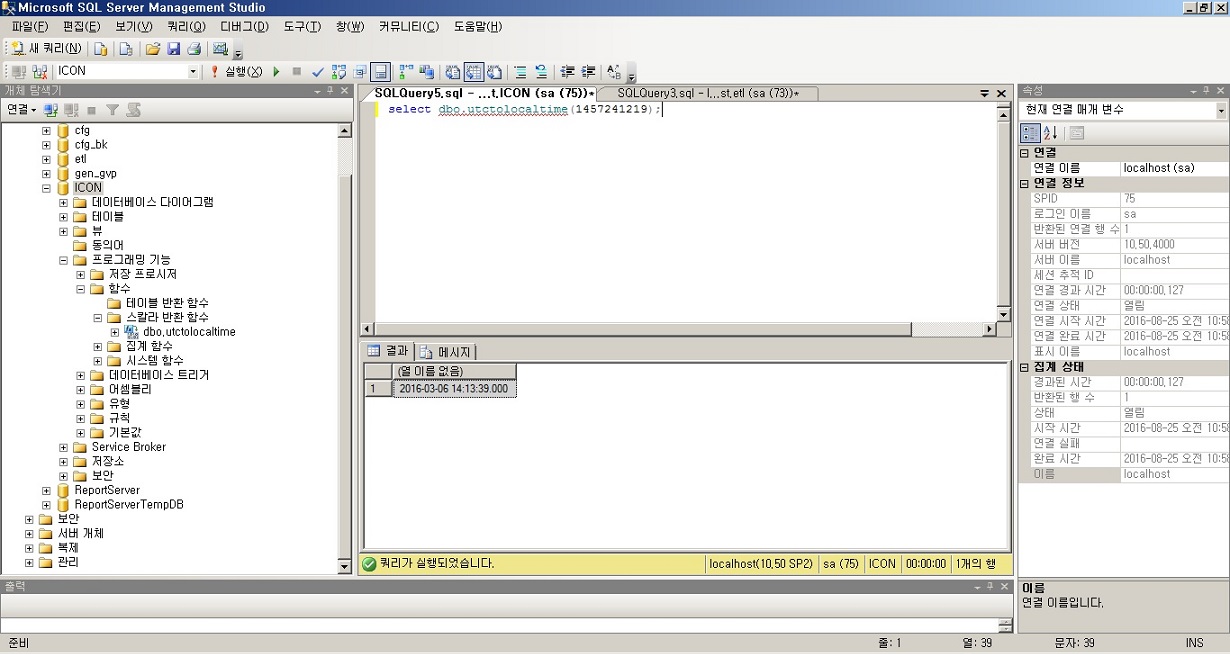 Microsoft SQL Server Management Studio
파일(F) 편집(E) 보기(V) 쿼리(Q) 디버그(D) 도구(T) 창(W) 커뮤니티(C) 도움말(H)
새 쿼리(N)
ICON 실행(X)
개체 탐색기
연결
cfg
cfg_bk
etl
gen_gvp
ICON
데이터베이스 다이어그램
테이블
뷰
동의어
프로그래밍 기능
저장 프로시저
함수
테이블 반환 함수
스칼라 반환 함수
dbo.utctolocaltime
집계 함수
시스템 함수
데이터베이스 트리거
어셈블리
유형
규칙
기본값
Service Broker
저장소
보안
ReportServer
ReportServerTempDB
보안
서버 개체
복제
관리
SQLQuery5.sql - ...t.ICON (sa (75))* SQLQuery3.sql - l...st.etl (sa (73))*
select dbo.utctolocaltime(1457241219);
결과 메시지
(열 이름 없음)
1 2016-03-06 14:13:39.000
쿼리가 실행되었습니다. localhost(10.50 SP2) sa (75) ICON 00:00:00 1개의 행
속성
현재 연결 매개 변수
연결
연결 이름 localhost (sa)
연결 정보
SPID 75
로그인 이름 sa
반환된 연결 행 수 1
서버 버전 10.50.4000
서버 이름 localhost
세션 추적 ID
연결 경과 시간 00:00:00.127
연결 상태 열림
연결 시작 시간 2016-08-25 오전 10:58
연결 완료 시간 2016-08-25 오전 10:58
표시 이름 localhost
집계 상태
경과된 시간 00:00:00.127
반환된 행 수 1
상태 열림
시작 시간 2016-08-25 오전 10:58
연결 실패
완료 시간 2016-08-25 오전 10:58
이름 localhost
이름
연결 이름입니다.
출력
준비 줄: 1 열: 39 문자: 39 INS